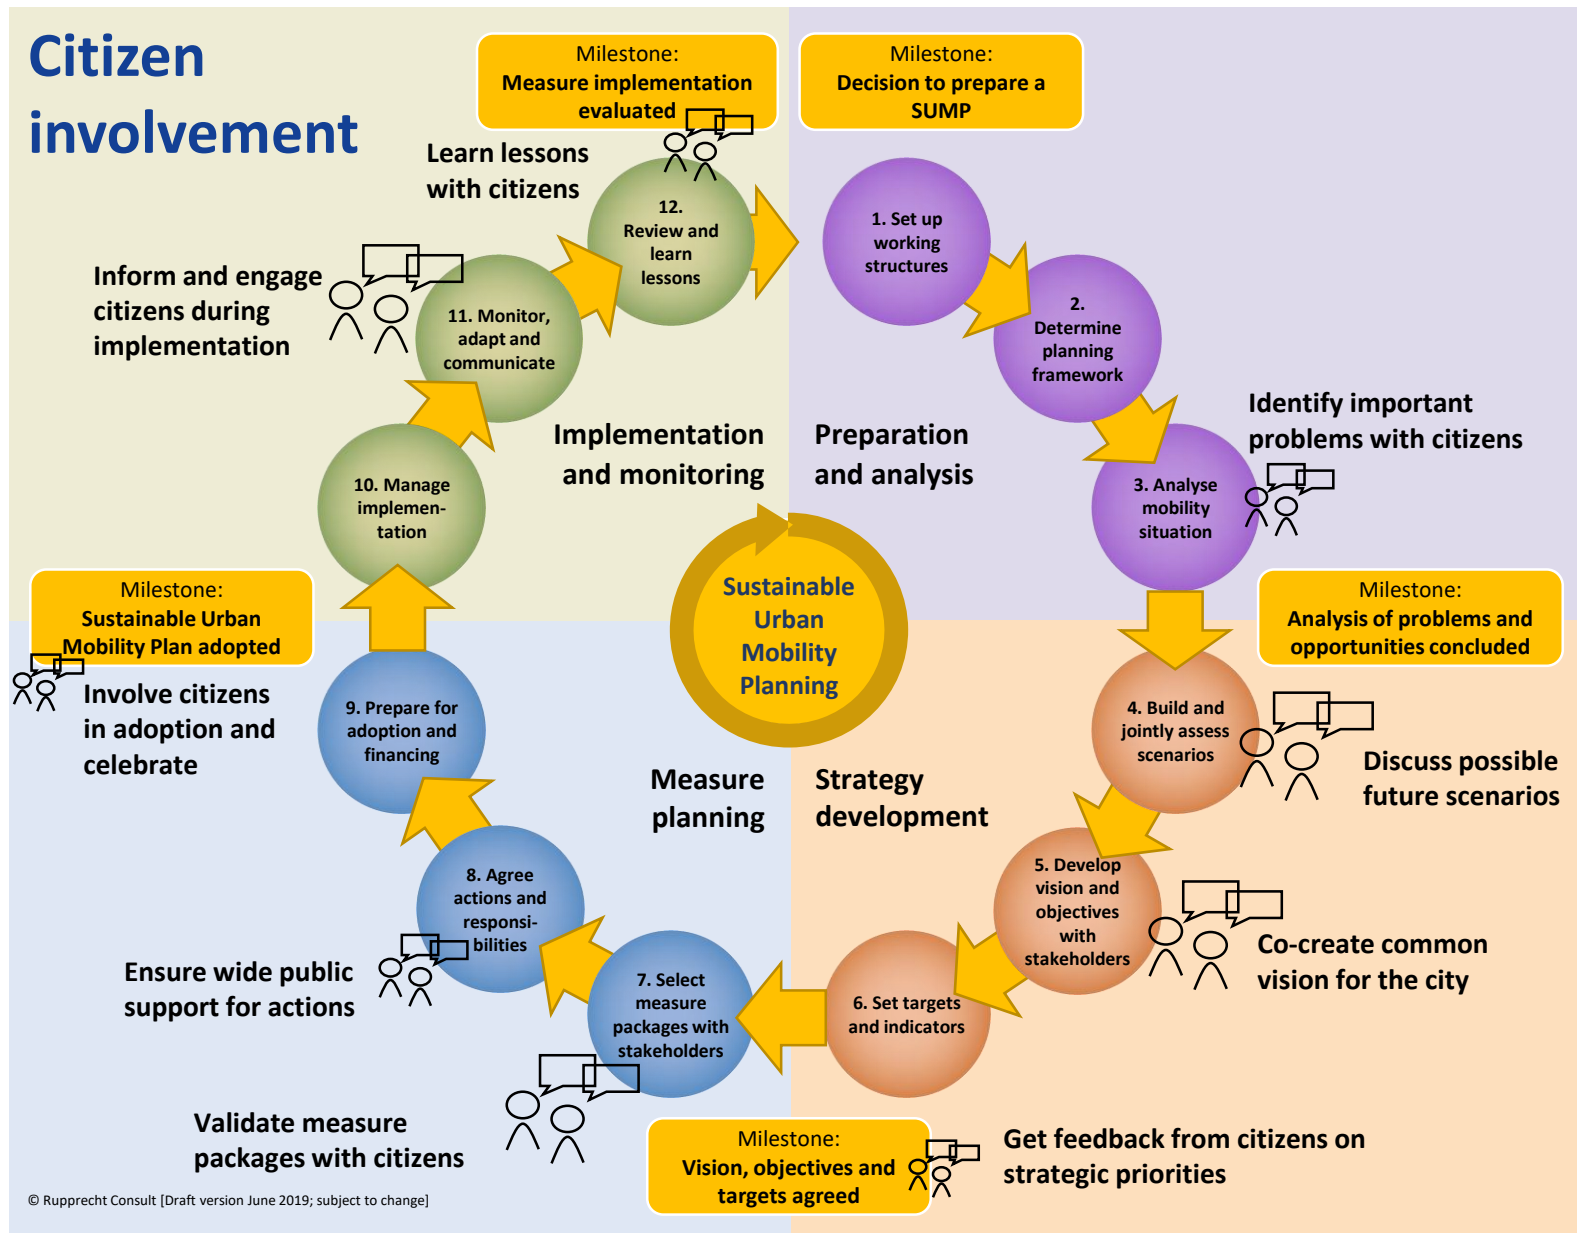 Citizen
involvement
Milestone:
Measure implementation
evaluated
Milestone:
Decision to prepare a
SUMP
Learn lessons
with citizens
12.
Review and
learn
lessons
1. Set up
working
structures
Inform and engage
citizens during
implementation
11. Monitor,
adapt and
communicate
2.
Determine
planning
framework
Identify important
problems with citizens
Implementation
and monitoring
Preparation
and analysis
10. Manage
implemen-
tation
3. Analyse
mobility
situation
Milestone:
Sustainable Urban
Mobility Plan adopted
Sustainable
Urban
Mobility
Planning
Milestone:
Analysis of problems and
opportunities concluded
Involve citizens
in adoption and
celebrate
9. Prepare for
adoption and
financing
4. Build and
jointly assess
scenarios
Discuss possible
future scenarios
Measure
planning
Strategy
development
8. Agree
actions and
responsi-
bilities
5. Develop
vision and
objectives
with
stakeholders
Co-create common
vision for the city
Ensure wide public
support for actions
7. Select
measure
packages with
stakeholders
6. Set targets
and indicators
Validate measure
packages with citizens
Milestone:
Vision, objectives and
targets agreed
Get feedback from citizens on
strategic priorities
© Rupprecht Consult [Draft version June 2019; subject to change]